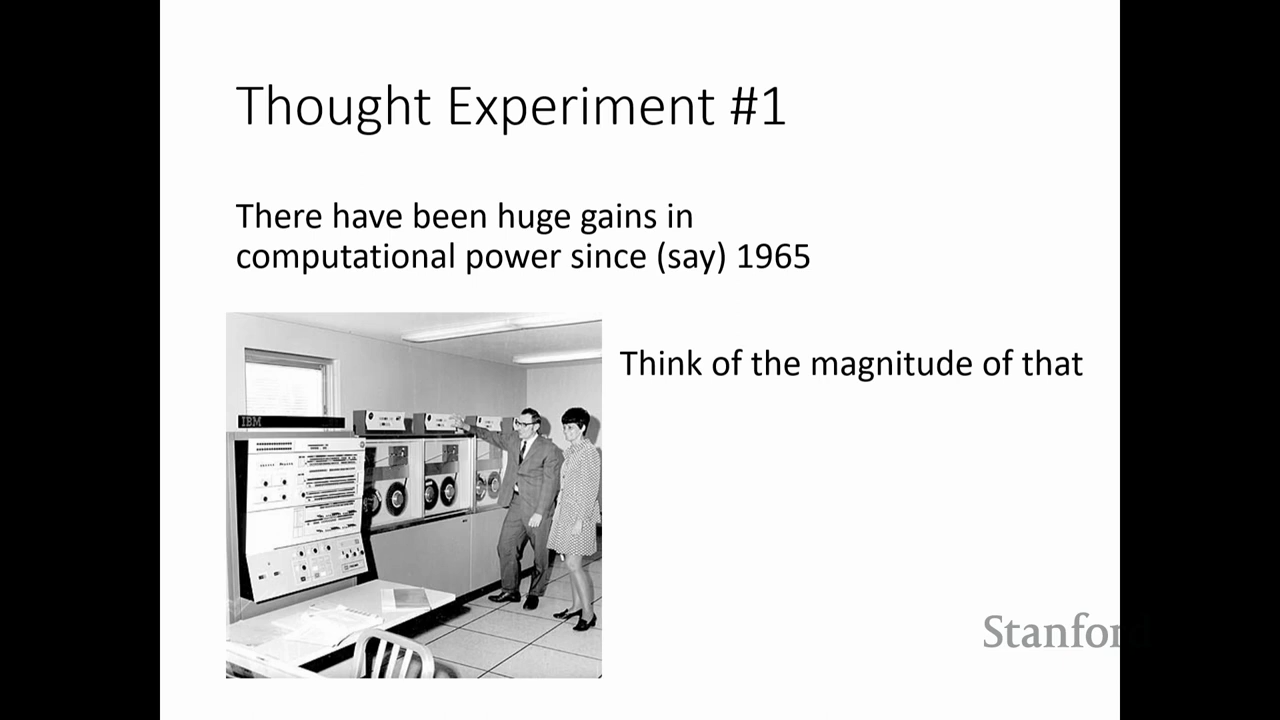 Thought Experiment #1
There have been huge gains in
computational power since (say) 1965
Think of the magnitude of that
IBM
Stanford